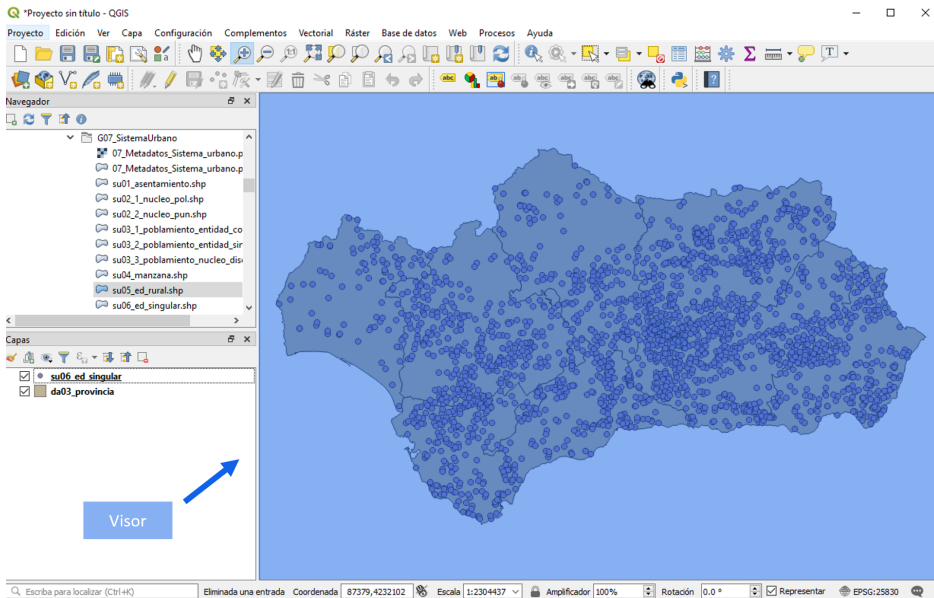 *Proyecto sin título - QGIS
Proyecto Edición Ver Capa Configuración Complementos Vectorial Ráster Base de datos Web Procesos Ayuda
Navegador
G07_SistemaUrbano
07_Metadatos_Sistema_urbano.p
07_Metadatos_Sistema_urbano.p
su01_asentamiento.shp
su02_1_nucleo_pol.shp
su02_2_nucleo_pun.shp
su03_1_poblamiento_entidad_co
su03_2_poblamiento_entidad_sin
su03_3_poblamiento_nucleo_dis
su04_manzana.shp
su05_ed_rural.shp
su06_ed_singular.shp
Capas
su06_ed_singular
da03_provincia
Visor
Escriba para localizar (Ctrl+K) Eliminada una entrada Coordenada 87379,4232102 Escala 1:2304437 Amplificador 100% Rotación 0.0 ° Representar EPSG:25830